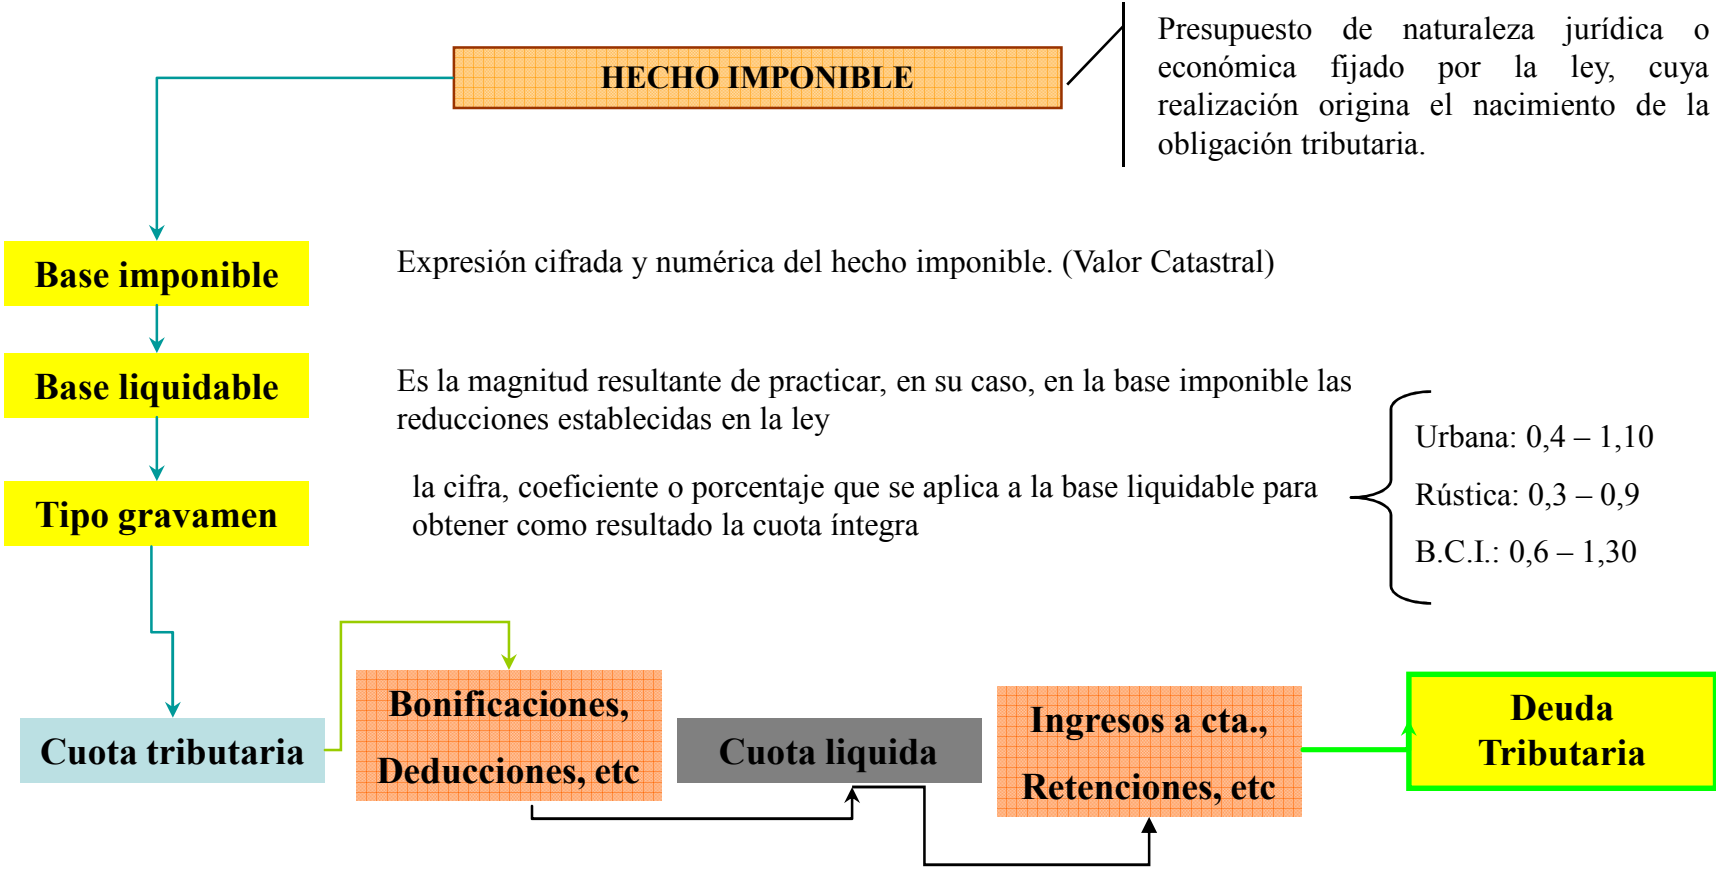 HECHO IMPONIBLE
Presupuesto de naturaleza jurídica o
económica fijado por la ley, cuya
realización origina el nacimiento de la
obligación tributaria.
Base imponible
Expresión cifrada y numérica del hecho imponible. (Valor Catastral)
Base liquidable
Es la magnitud resultante de practicar, en su caso, en la base imponible las
reducciones establecidas en la ley
Tipo gravamen
la cifra, coeficiente o porcentaje que se aplica a la base liquidable para
obtener como resultado la cuota íntegra
Urbana: 0,4 – 1,10
Rústica: 0,3 – 0,9
B.C.I.: 0,6 – 1,30
Cuota tributaria
Bonificaciones,
Deducciones, etc
Cuota liquida
Ingresos a cta.,
Retenciones, etc
Deuda
Tributaria